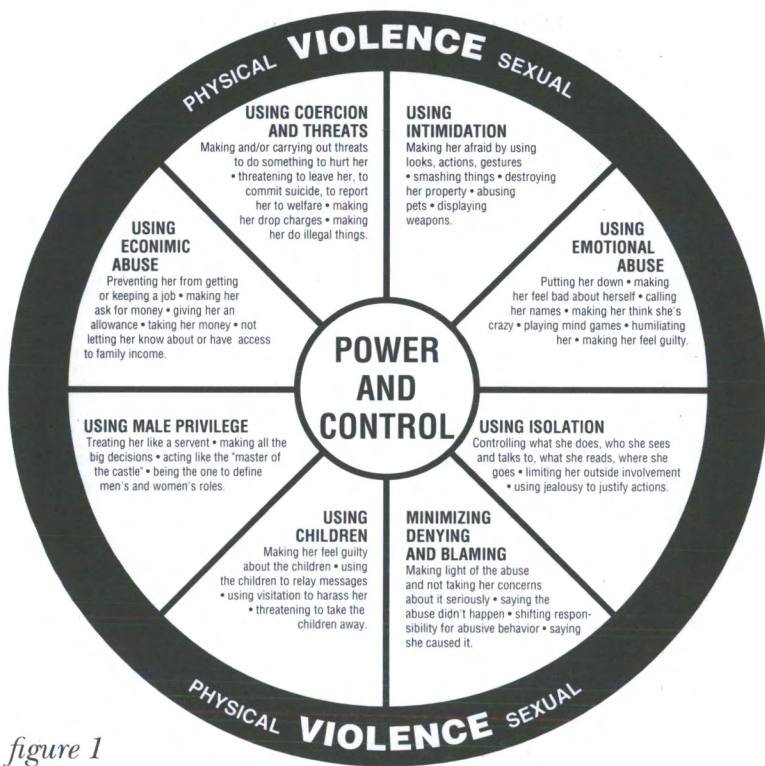 PHYSICAL VIOLENCE SEXUAL
USING COERCION
AND THREATS
Making and/or carrying out threats
to do something to hurt her
• threatening to leave her, to
commit suicide, to report
her to welfare • making
her drop charges • making
her do illegal things.
USING
INTIMIDATION
Making her afraid by using
looks, actions, gestures
• smashing things • destroying
her property • abusing
pets • displaying
weapons.
USING
ECONIMIC
ABUSE
Preventing her from getting
or keeping a job • making her
ask for money • giving her an
allowance • taking her money • not
letting her know about or have access
to family income.
USING
EMOTIONAL
ABUSE
Putting her down • making
her feel bad about herself • calling
her names • making her think she's
crazy • playing mind games • humiliating
her • making her feel guilty.
POWER
AND
CONTROL
USING MALE PRIVILEGE
Treating her like a servent • making all the
big decisions • acting like the "master of
the castle" • being the one to define
men's and women's roles.
USING ISOLATION
Controlling what she does, who she sees
and talks to, what she reads, where she
goes • limiting her outside involvement
• using jealousy to justify actions.
USING
CHILDREN
Making her feel guilty
about the children • using
the children to relay messages
• using visitation to harass her
• threatening to take the
children away.
MINIMIZING
DENYING
AND BLAMING
Making light of the abuse
and not taking her concerns
about it seriously • saying the
abuse didn't happen • shifting respon-
sibility for abusive behavior • saying
she caused it.
PHYSICAL VIOLENCE SEXUAL
figure 1